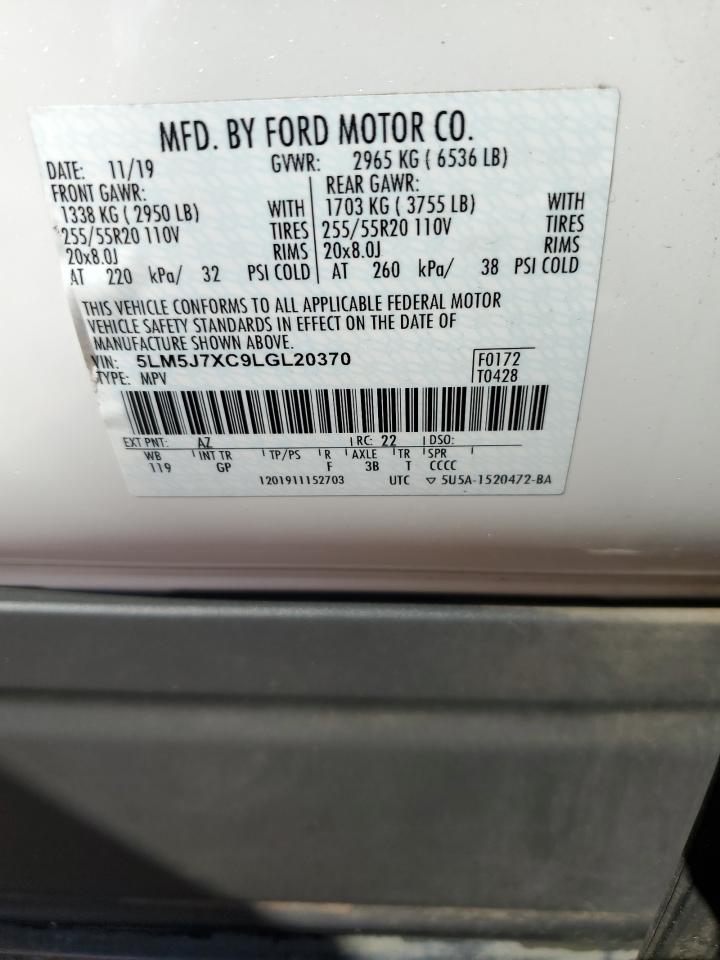 MFD. BY FORD MOTOR CO.
DATE: 11/19 GVWR: 2965 KG ( 6536 LB)
FRONT GAWR: REAR GAWR:
1338 KG ( 2950 LB) WITH 1703 KG ( 3755 LB) WITH
255/55R20 110V TIRES 255/55R20 110V TIRES
20x8.0J RIMS 20x8.0J RIMS
AT 220 kPa/ 32 PSI COLD AT 260 kPa/ 38 PSI COLD
THIS VEHICLE CONFORMS TO ALL APPLICABLE FEDERAL MOTOR
VEHICLE SAFETY STANDARDS IN EFFECT ON THE DATE OF
MANUFACTURE SHOWN ABOVE.
VIN: 5LM5J7XC9LGL20370 F0172
TYPE: MPV T0428
EXT PNT: AZ RC: 22 DSO:
WB INT TR TP/PS R AXLE TR SPR
119 GP F 3B T CCCC
1201911152703 UTC ▽ 5U5A-1520472-BA